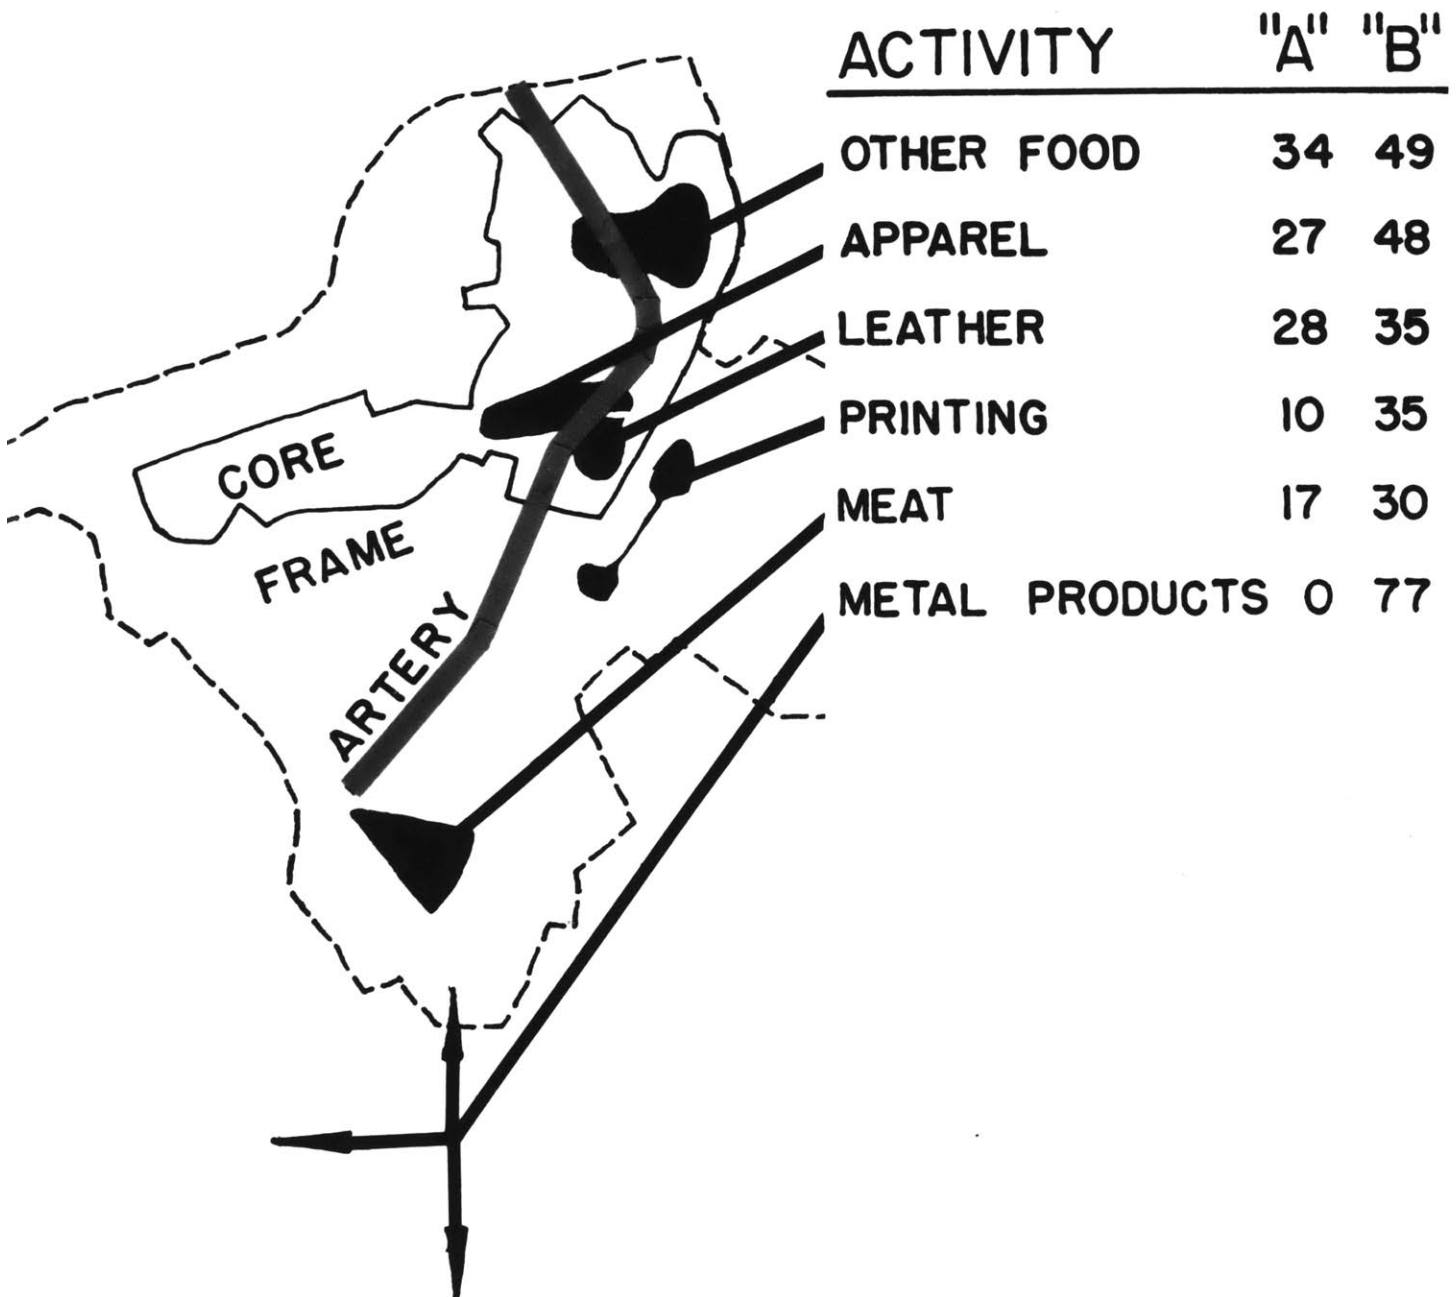 ACTIVITY "A" "B"
OTHER FOOD 34 49
APPAREL 27 48
LEATHER 28 35
PRINTING 10 35
MEAT 17 30
METAL PRODUCTS 0 77
CORE
FRAME
ARTERY